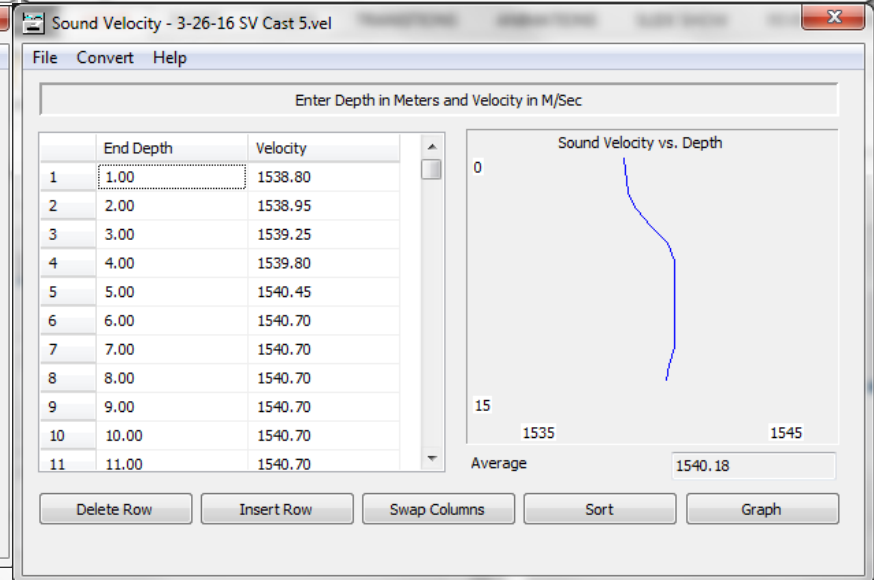 Sound Velocity - 3-26-16 SV Cast 5.vel
File Convert Help
Enter Depth in Meters and Velocity in M/Sec
End Depth Velocity
1 1.00 1538.80
2 2.00 1538.95
3 3.00 1539.25
4 4.00 1539.80
5 5.00 1540.45
6 6.00 1540.70
7 7.00 1540.70
8 8.00 1540.70
9 9.00 1540.70
10 10.00 1540.70
11 11.00 1540.70
Sound Velocity vs. Depth
0
15
1535 1545
Average 1540.18
Delete Row Insert Row Swap Columns Sort Graph